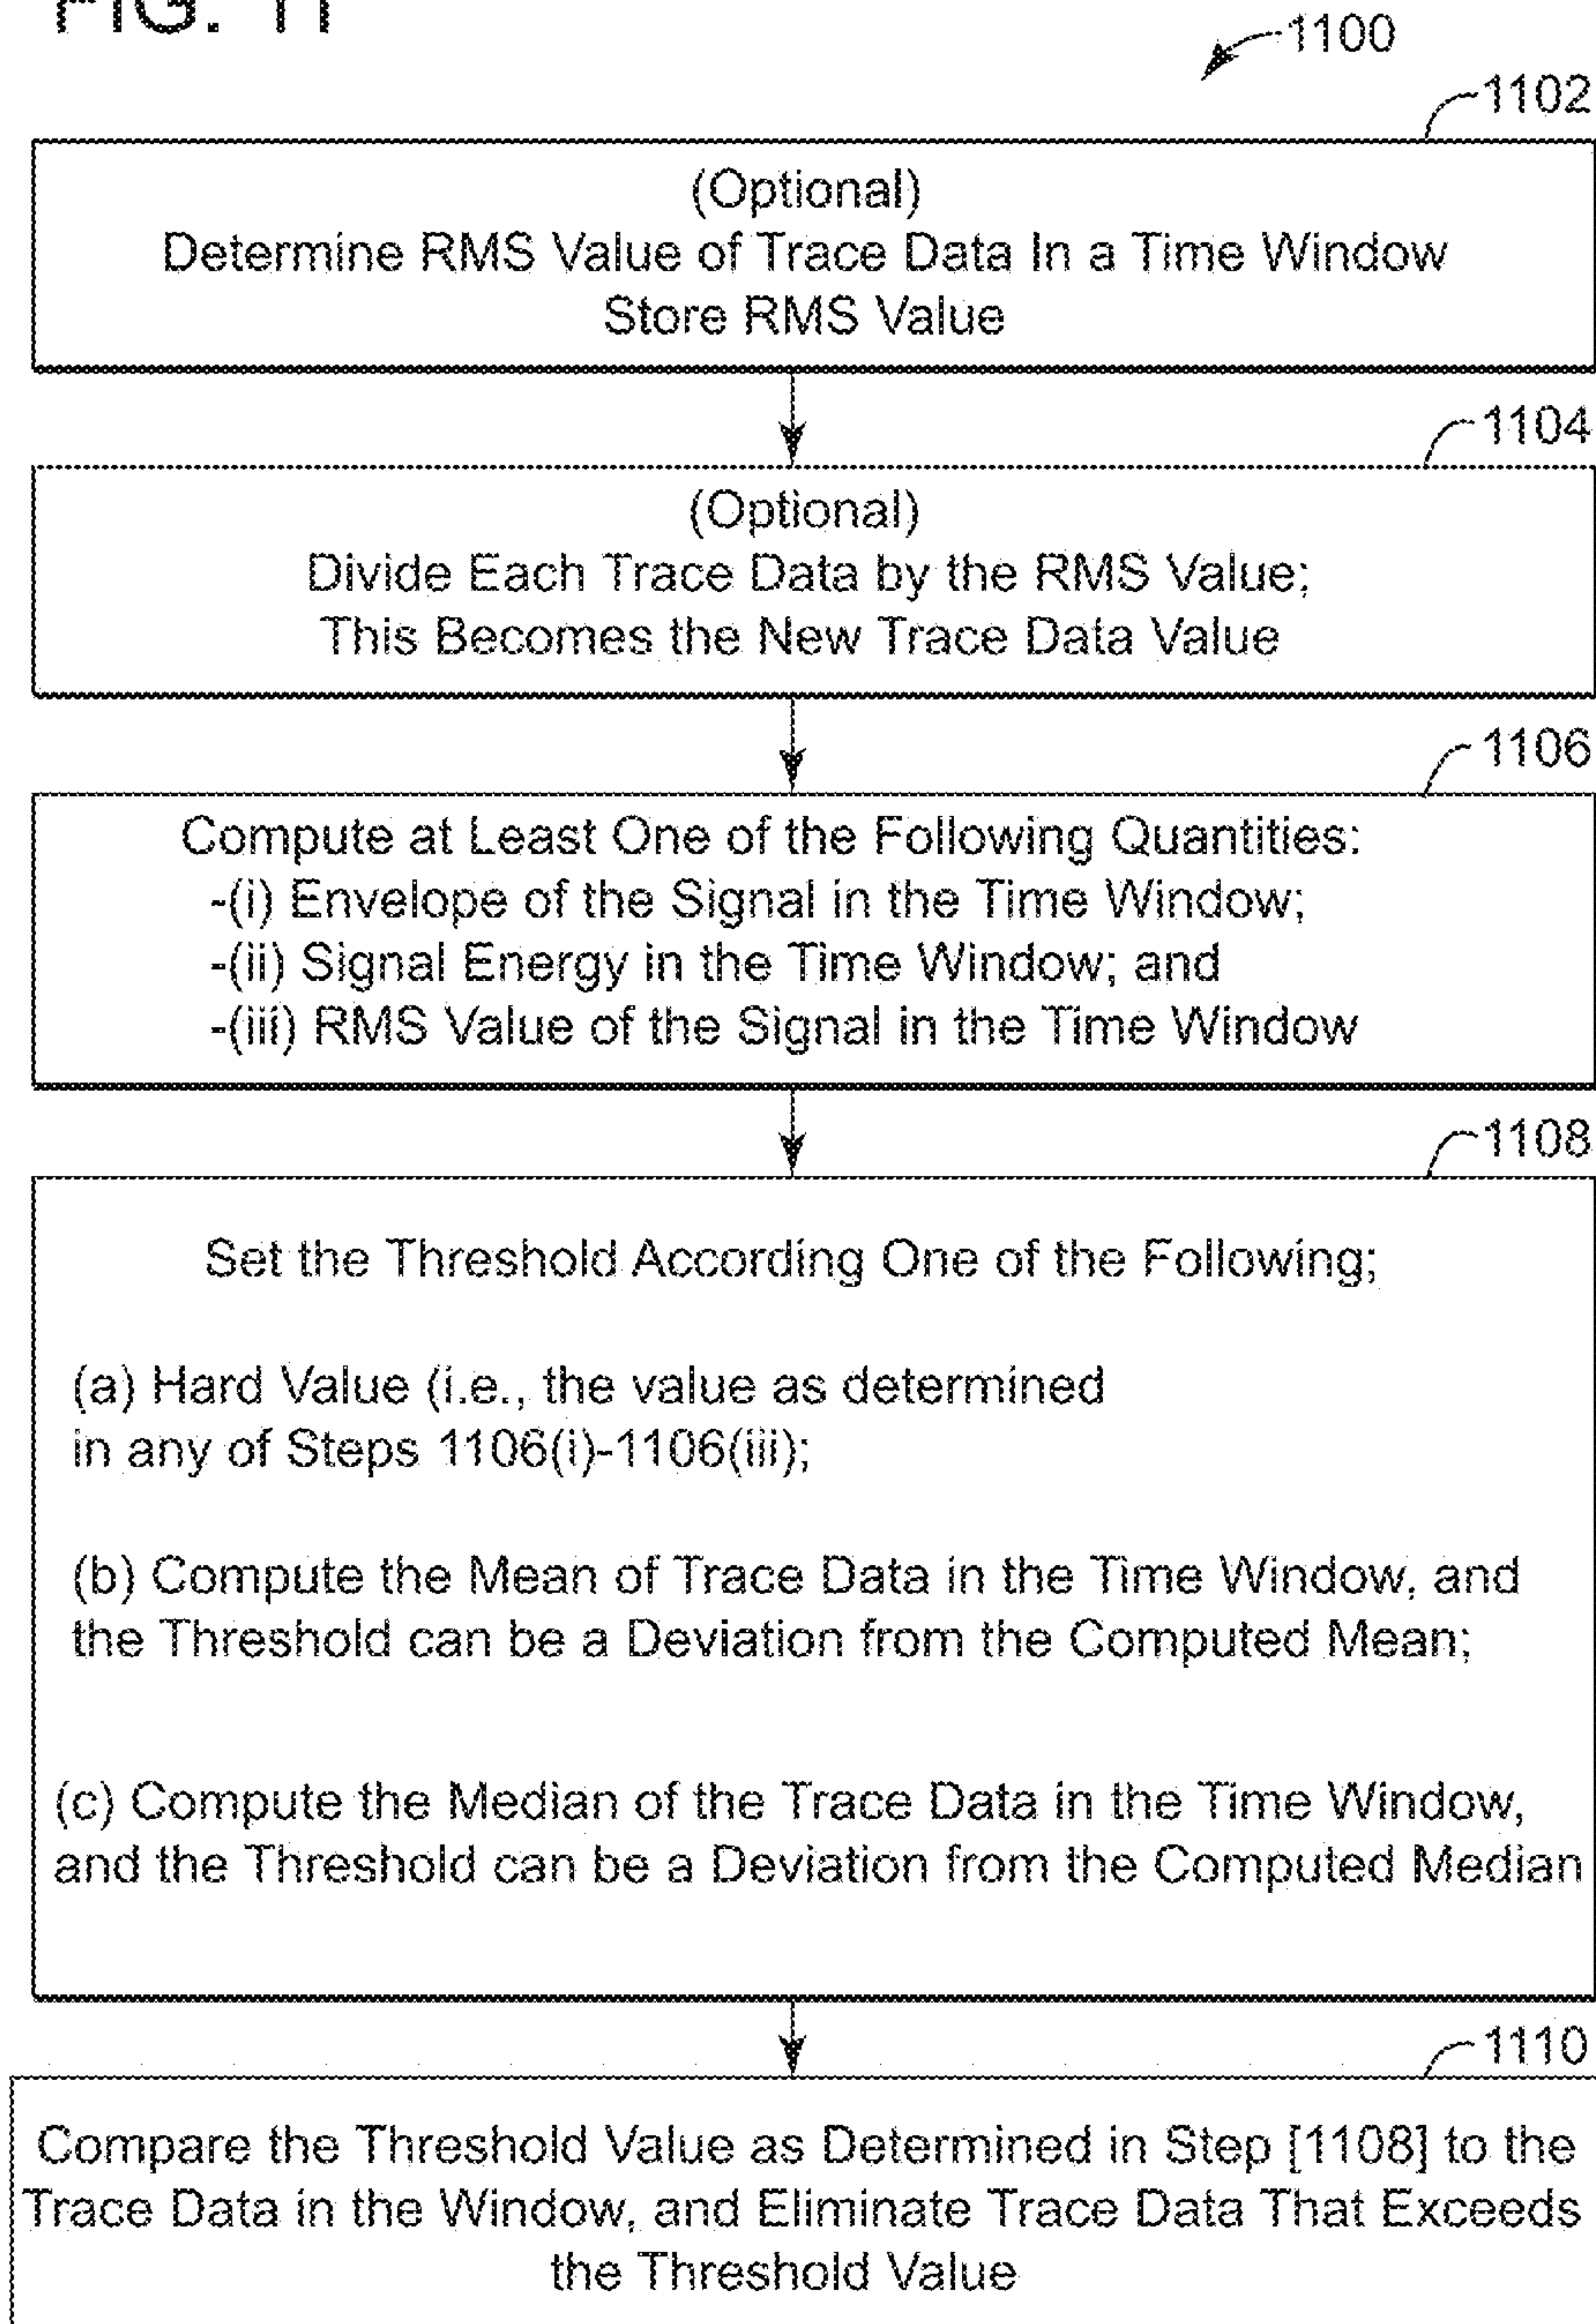 FIG. 11
1100
1102
(Optional)
Determine RMS Value of Trace Data In a Time Window
Store RMS Value
1104
(Optional)
Divide Each Trace Data by the RMS Value;
This Becomes the New Trace Data Value
1106
Compute at Least One of the Following Quantities:
-(i) Envelope of the Signal in the Time Window;
-(ii) Signal Energy in the Time Window; and
-(iii) RMS Value of the Signal in the Time Window
1108
Set the Threshold According One of the Following;
(a) Hard Value (i.e., the value as determined
in any of Steps 1106(i)-1106(iii);
(b) Compute the Mean of Trace Data in the Time Window, and
the Threshold can be a Deviation from the Computed Mean;
(c) Compute the Median of the Trace Data in the Time Window,
and the Threshold can be a Deviation from the Computed Median
1110
Compare the Threshold Value as Determined in Step [1108] to the
Trace Data in the Window, and Eliminate Trace Data That Exceeds
the Threshold Value